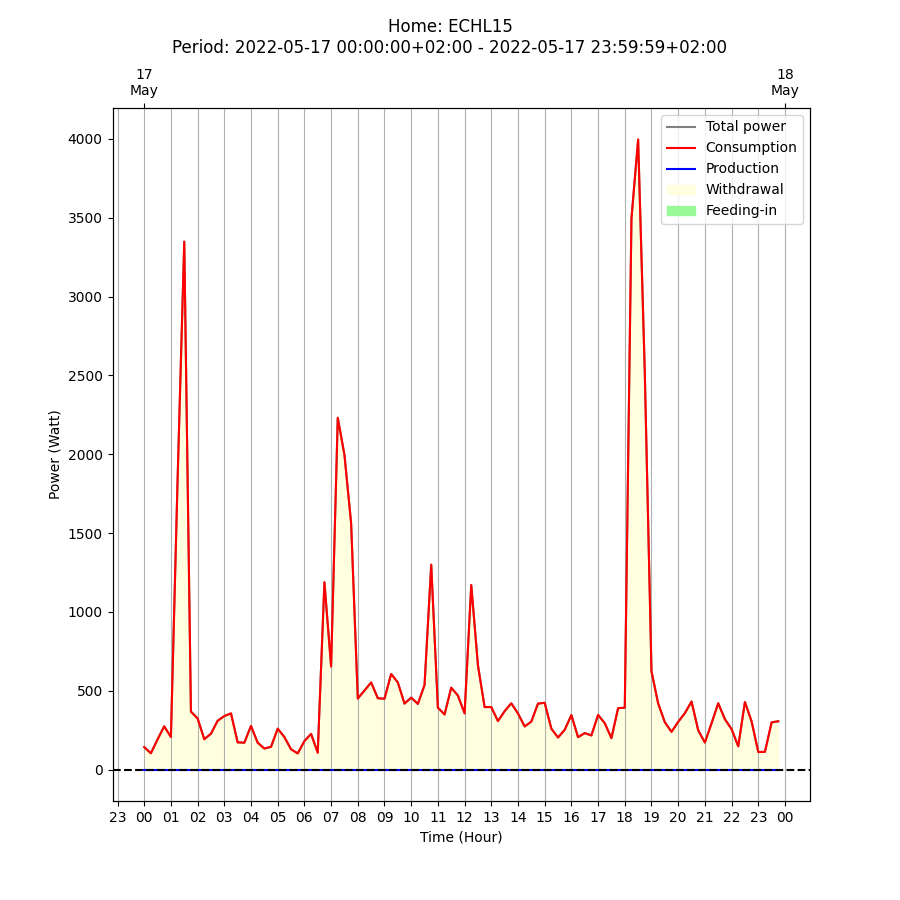 Home: ECHL15
Period: 2022-05-17 00:00:00+02:00 - 2022-05-17 23:59:59+02:00
17 18
May May
Total power
Consumption
Production
Withdrawal
Feeding-in
4000
3500
3000
2500
2000
1500
1000
500
0
Power (Watt)
23 00 01 02 03 04 05 06 07 08 09 10 11 12 13 14 15 16 17 18 19 20 21 22 23 00
Time (Hour)